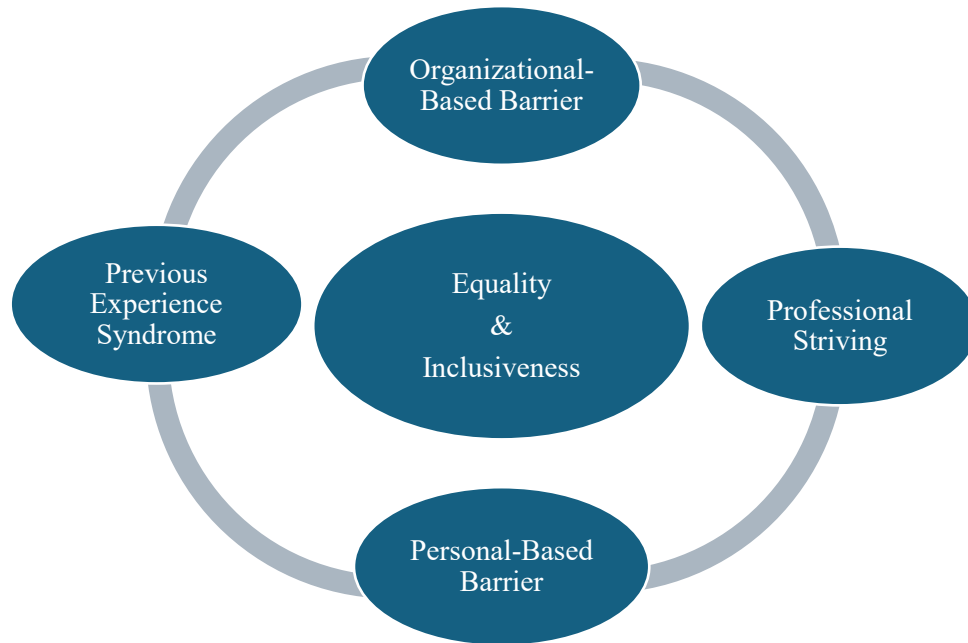 Organizational-
Based Barrier
Previous
Experience
Syndrome
Equality
&
Inclusiveness
Professional
Striving
Personal-Based
Barrier